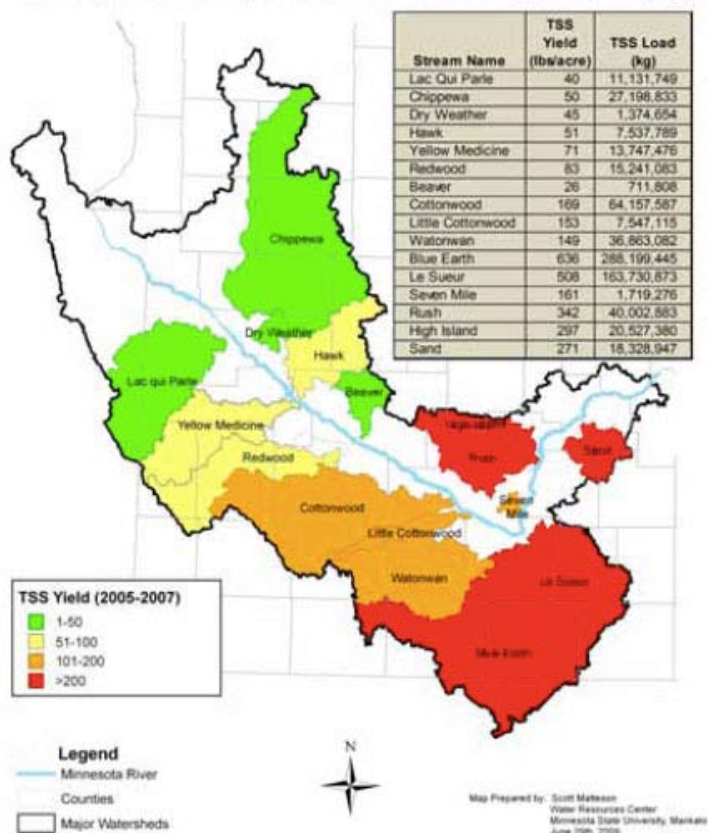 TSS
Yield TSS Load
Stream Name (lbs/acre) (kg)
Lac Qui Parle 40 11,131,749
Chippewa 50 27,198,833
Dry Weather 45 1,374,654
Hawk 51 7,537,789
Yellow Medicine 71 13,747,476
Redwood 83 15,241,083
Beaver 26 711,808
Cottonwood 169 64,157,587
Little Cottonwood 153 7,547,115
Watonwan 149 36,863,082
Blue Earth 636 288,199,445
Le Sueur 508 163,730,873
Seven Mile 161 1,719,276
Rush 342 40,002,883
High Island 297 20,527,380
Sand 271 18,328,947
Chippewa
Dry Weather
Hawk
Lac qui Parle
Beaver
Yellow Medicine
High Island
Rush
Sand
Redwood
Cottonwood
Seven
Mile
Little Cottonwood
Watonwan
Le Sueur
Blue Earth
TSS Yield (2005-2007)
1-50
51-100
101-200
>200
Legend
Minnesota River
Counties
Major Watersheds
N
Map Prepared by: Scott Matteson
Water Resources Center
Minnesota State University, Mankato